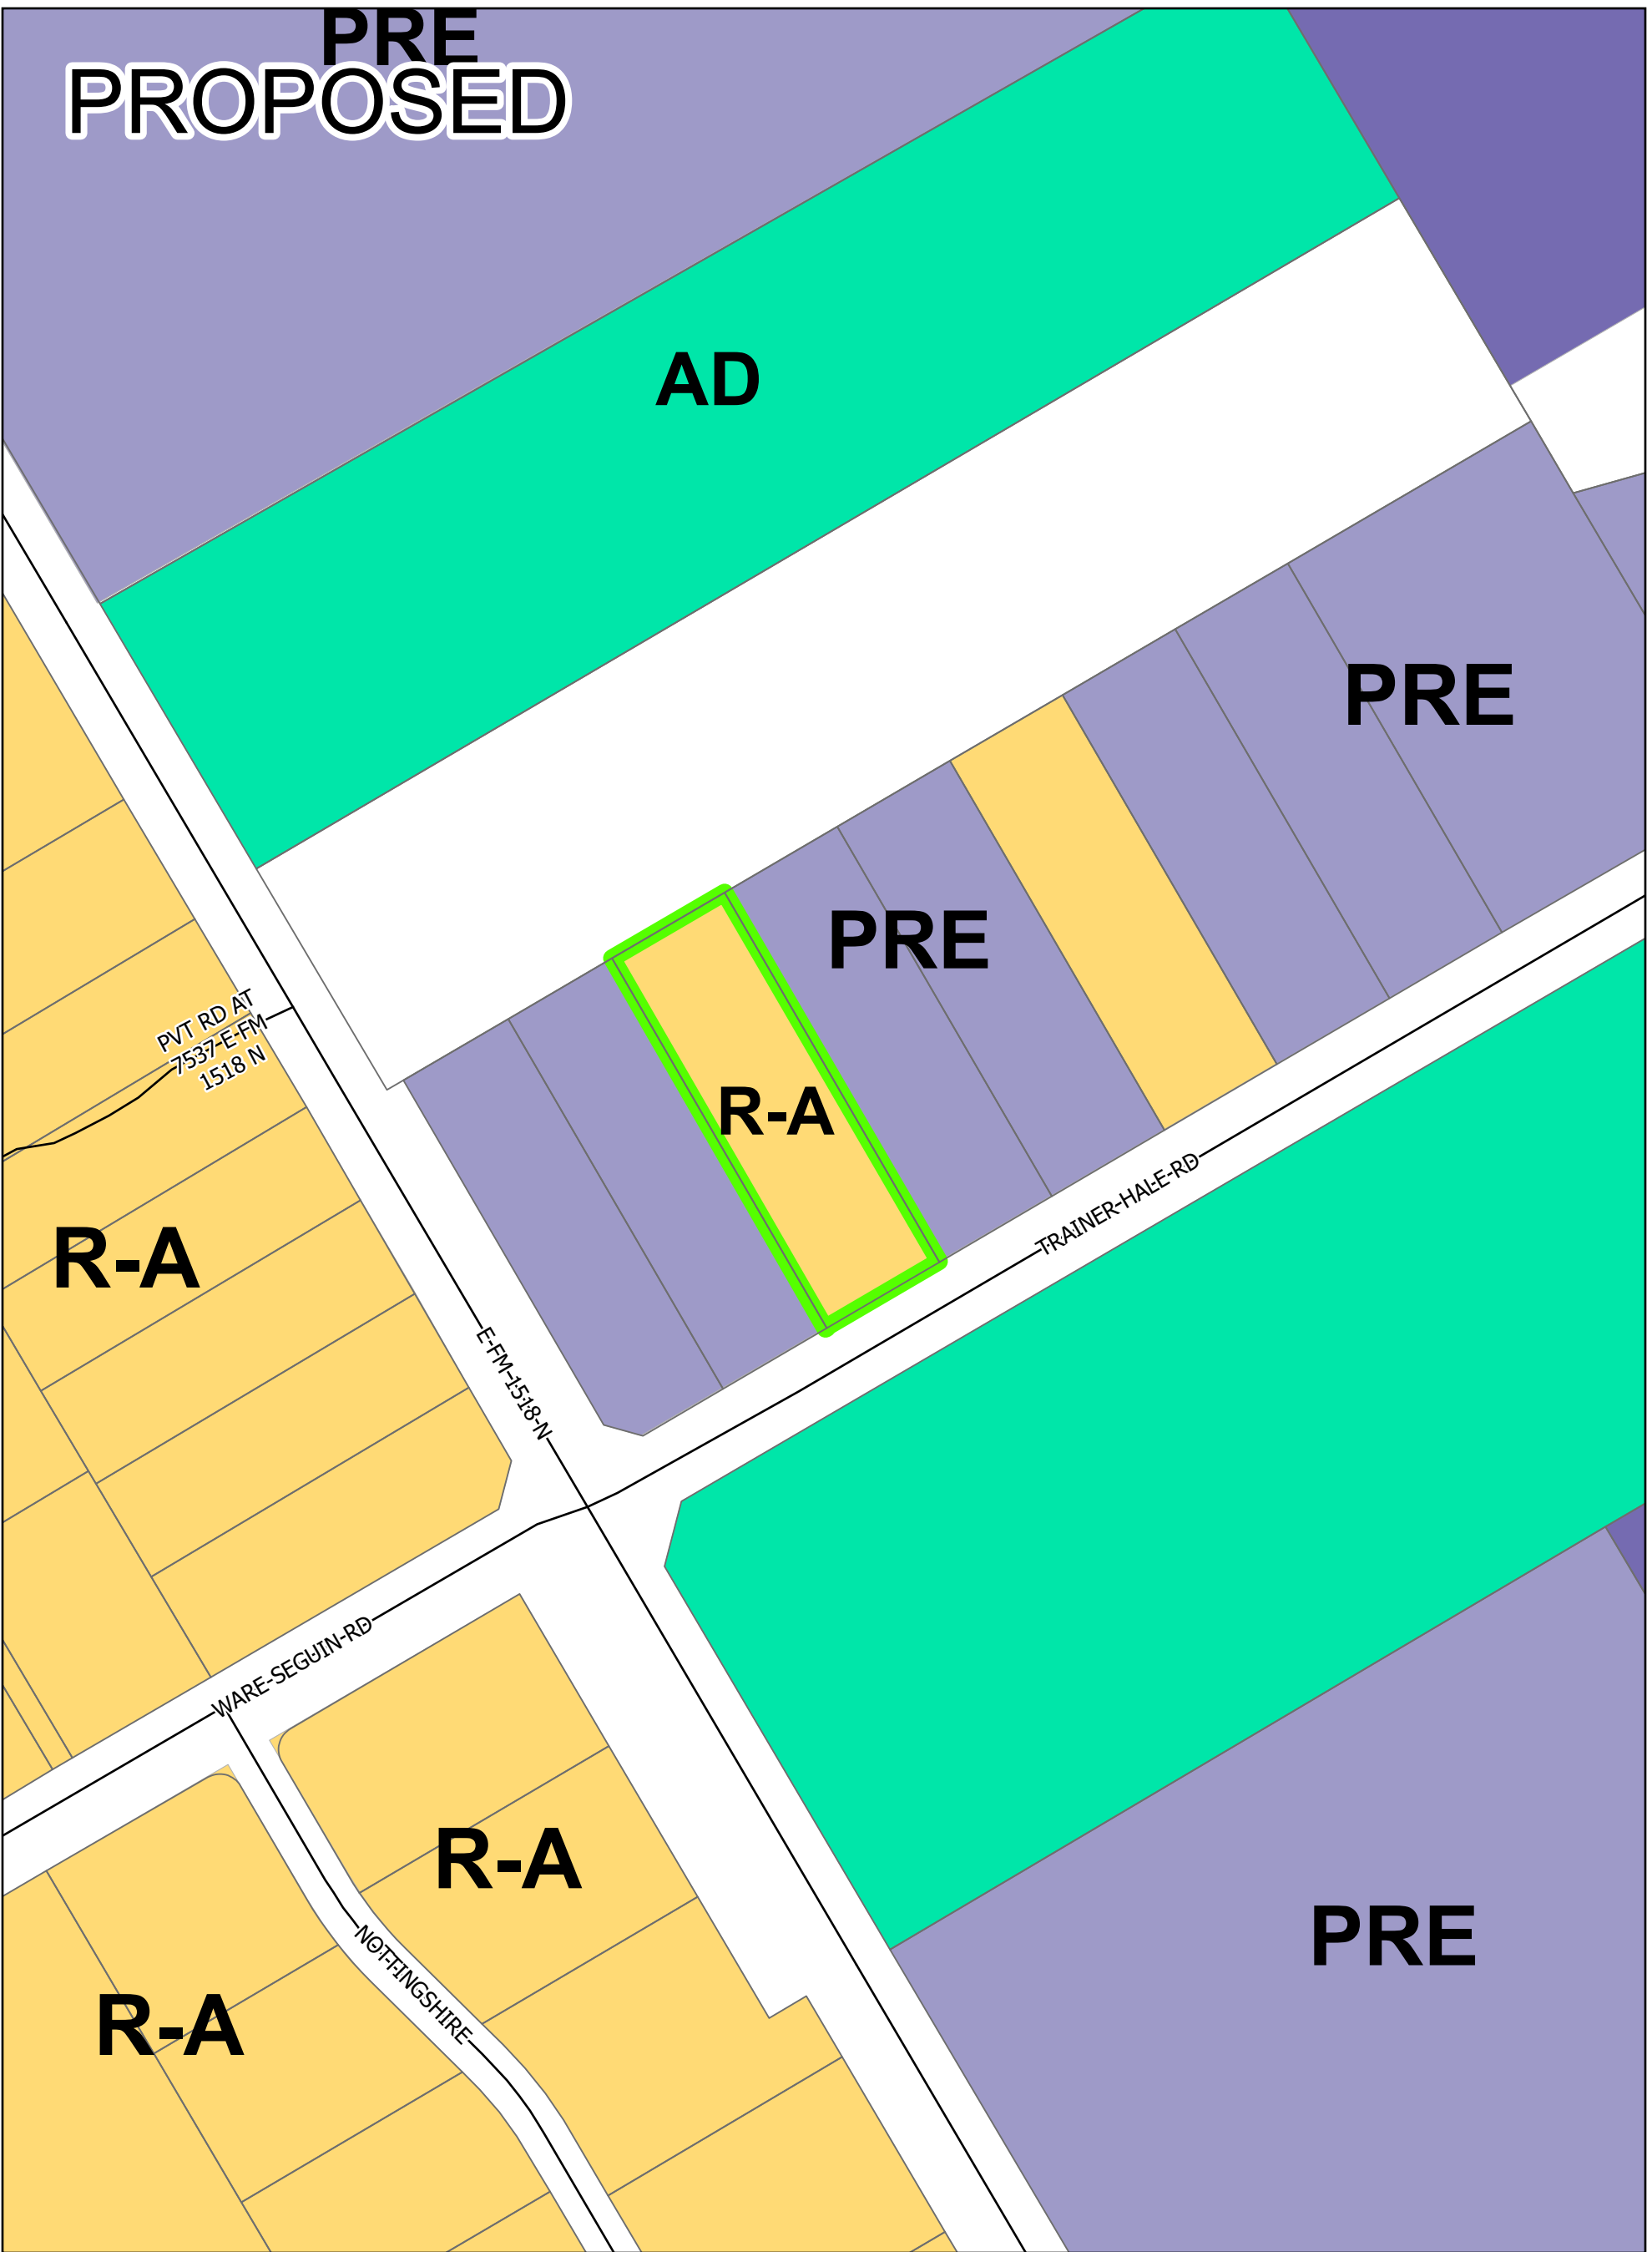 PRE
PROPOSED
AD
PRE
PRE
PVT RD AT
7537 E FM
1518 N
R-A
R-A
TRAINER HALE RD
E FM 1518 N
WARE SEGUIN RD
R-A
PRE
NOTTINGSHIRE
R-A